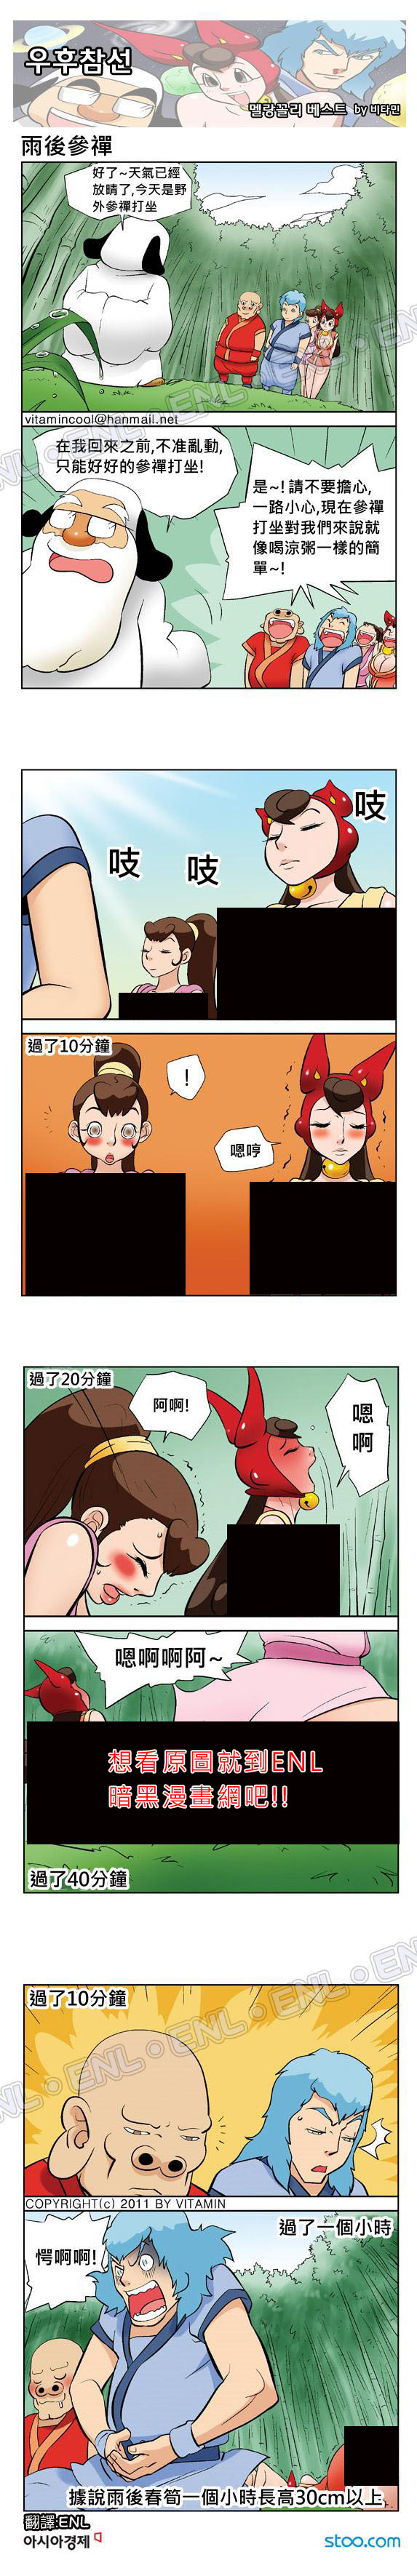 우후참선
멜랑꼴리 베스트 by 비타민
雨後參禪
好了~天氣已經
放晴了,今天是野
外參禪打坐
vitamincool@hanmail.net
在我回來之前,不准亂動,
只能好好的參禪打坐!
是~! 請不要擔心,
一路小心,現在參禪
打坐對我們來說就
像喝涼粥一樣的簡
單~!
ENL • ENL • ENL • ENL
吱
吱
吱
過了10分鐘
!
嗯哼
過了20分鐘
阿啊!
嗯
啊
嗯啊啊阿~
想看原圖就到ENL
暗黑漫畫網吧!!
過了40分鐘
過了10分鐘
NL • ENL • ENL • ENL • EN
COPYRIGHT(c) 2011 BY VITAMIN
過了一個小時
愕啊啊!
據說雨後春筍一個小時長高30cm以上
翻譯:ENL
아시아경제
stoo.com